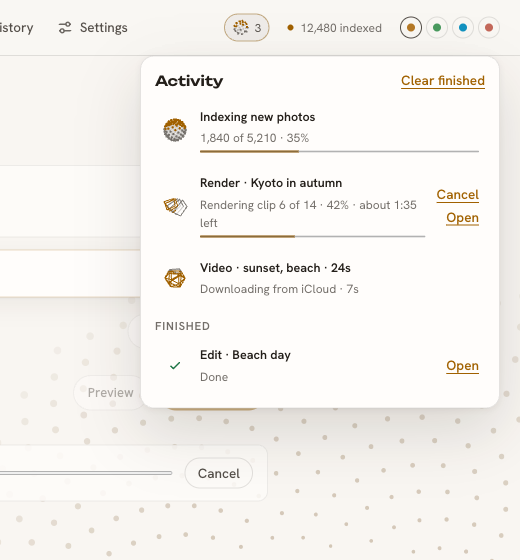 istory
Settings
3
12,480 indexed
Activity
Clear finished
Indexing new photos
1,840 of 5,210 · 35%
Render · Kyoto in autumn
Rendering clip 6 of 14 · 42% · about 1:35
left
Cancel
Open
Video · sunset, beach · 24s
Downloading from iCloud · 7s
FINISHED
Edit · Beach day
Done
Open
Preview
Cancel